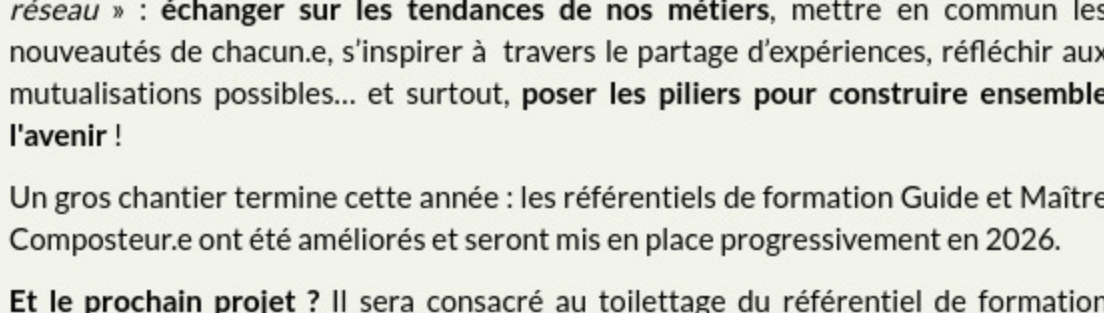 réseau » : échanger sur les tendances de nos métiers, mettre en commun les
nouveautés de chacun.e, s’inspirer à  travers le partage d’expériences, réfléchir aux
mutualisations possibles... et surtout, poser les piliers pour construire ensemble
l'avenir !
Un gros chantier termine cette année : les référentiels de formation Guide et Maître
Composteur.e ont été améliorés et seront mis en place progressivement en 2026.
Et le prochain projet ? Il sera consacré au toilettage du référentiel de formation